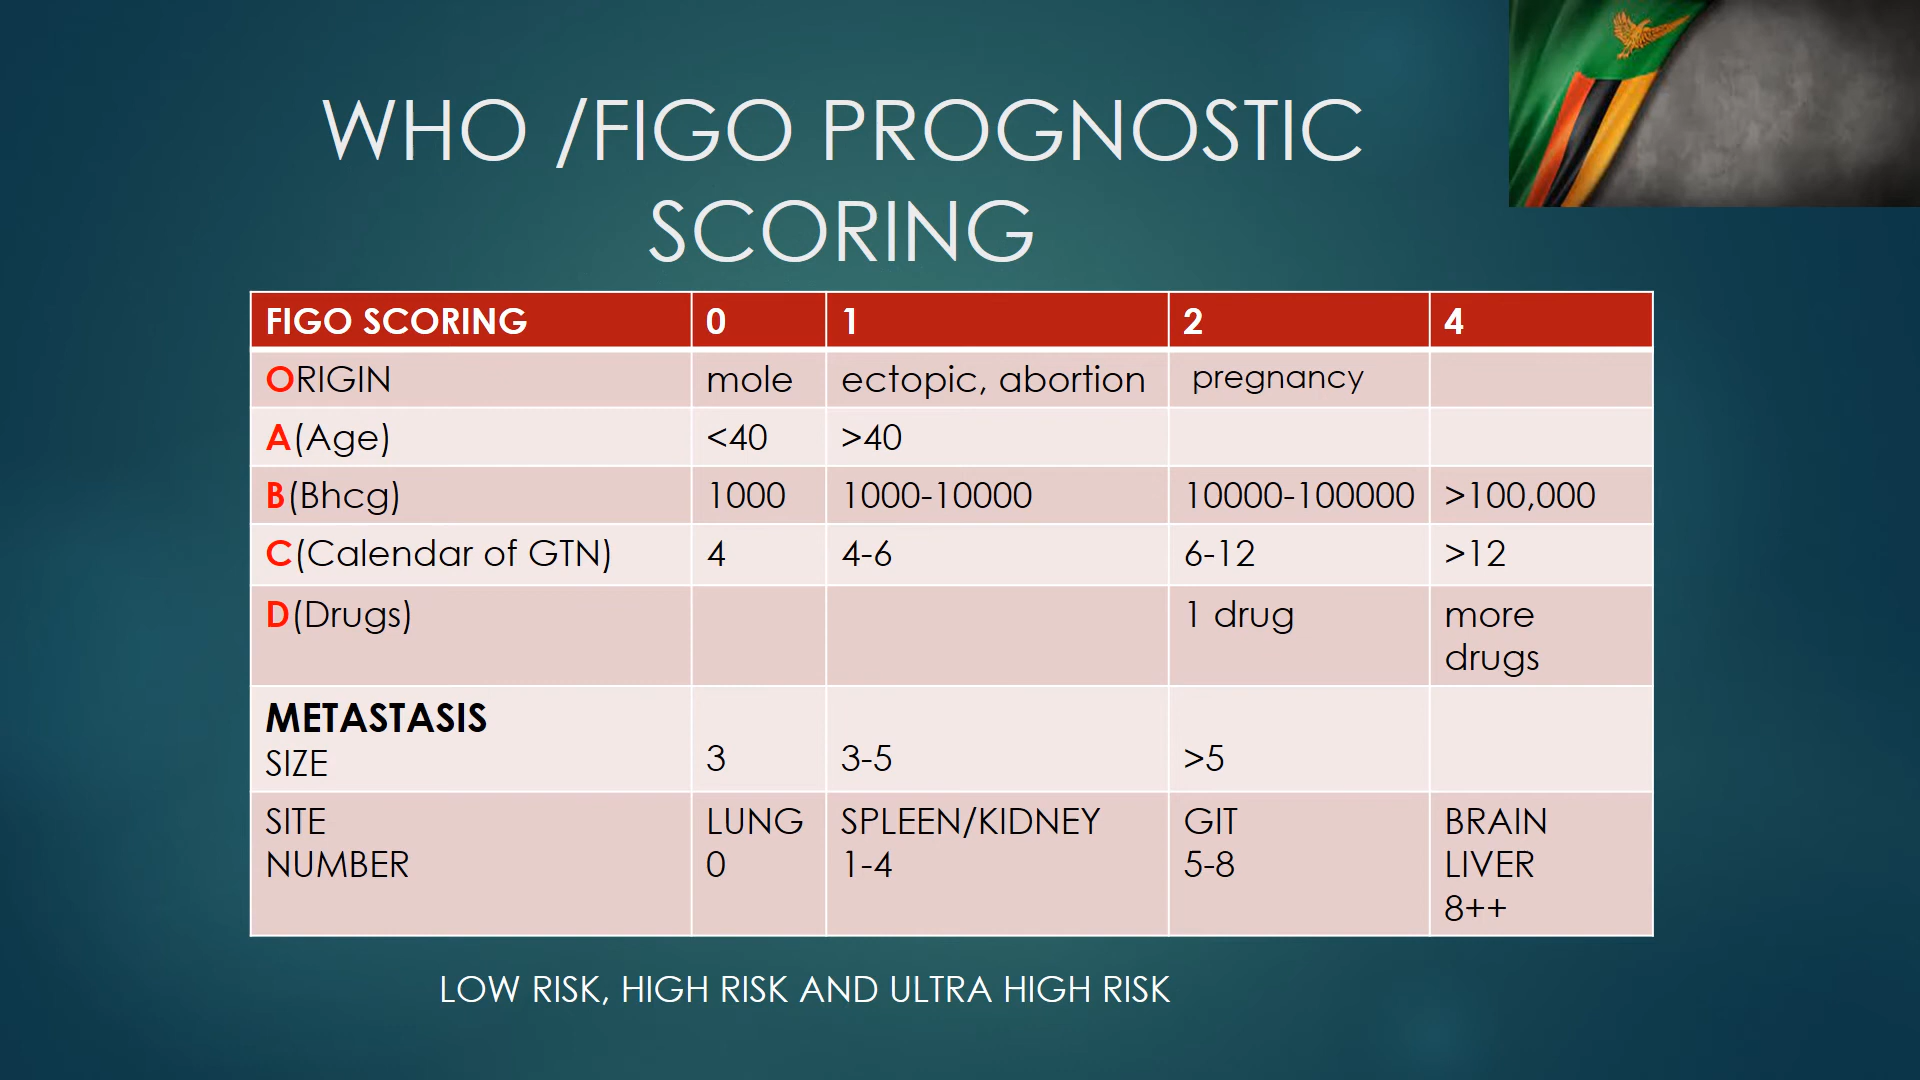 WHO /FIGO PROGNOSTIC
SCORING
FIGO SCORING 0 1 2 4
ORIGIN mole ectopic, abortion pregnancy
A(Age) <40 >40
B(Bhcg) 1000 1000-10000 10000-100000 >100,000
C(Calendar of GTN) 4 4-6 6-12 >12
D(Drugs) 1 drug more
drugs
METASTASIS
SIZE 3 3-5 >5
SITE LUNG SPLEEN/KIDNEY GIT BRAIN
NUMBER 0 1-4 5-8 LIVER
8++
LOW RISK, HIGH RISK AND ULTRA HIGH RISK